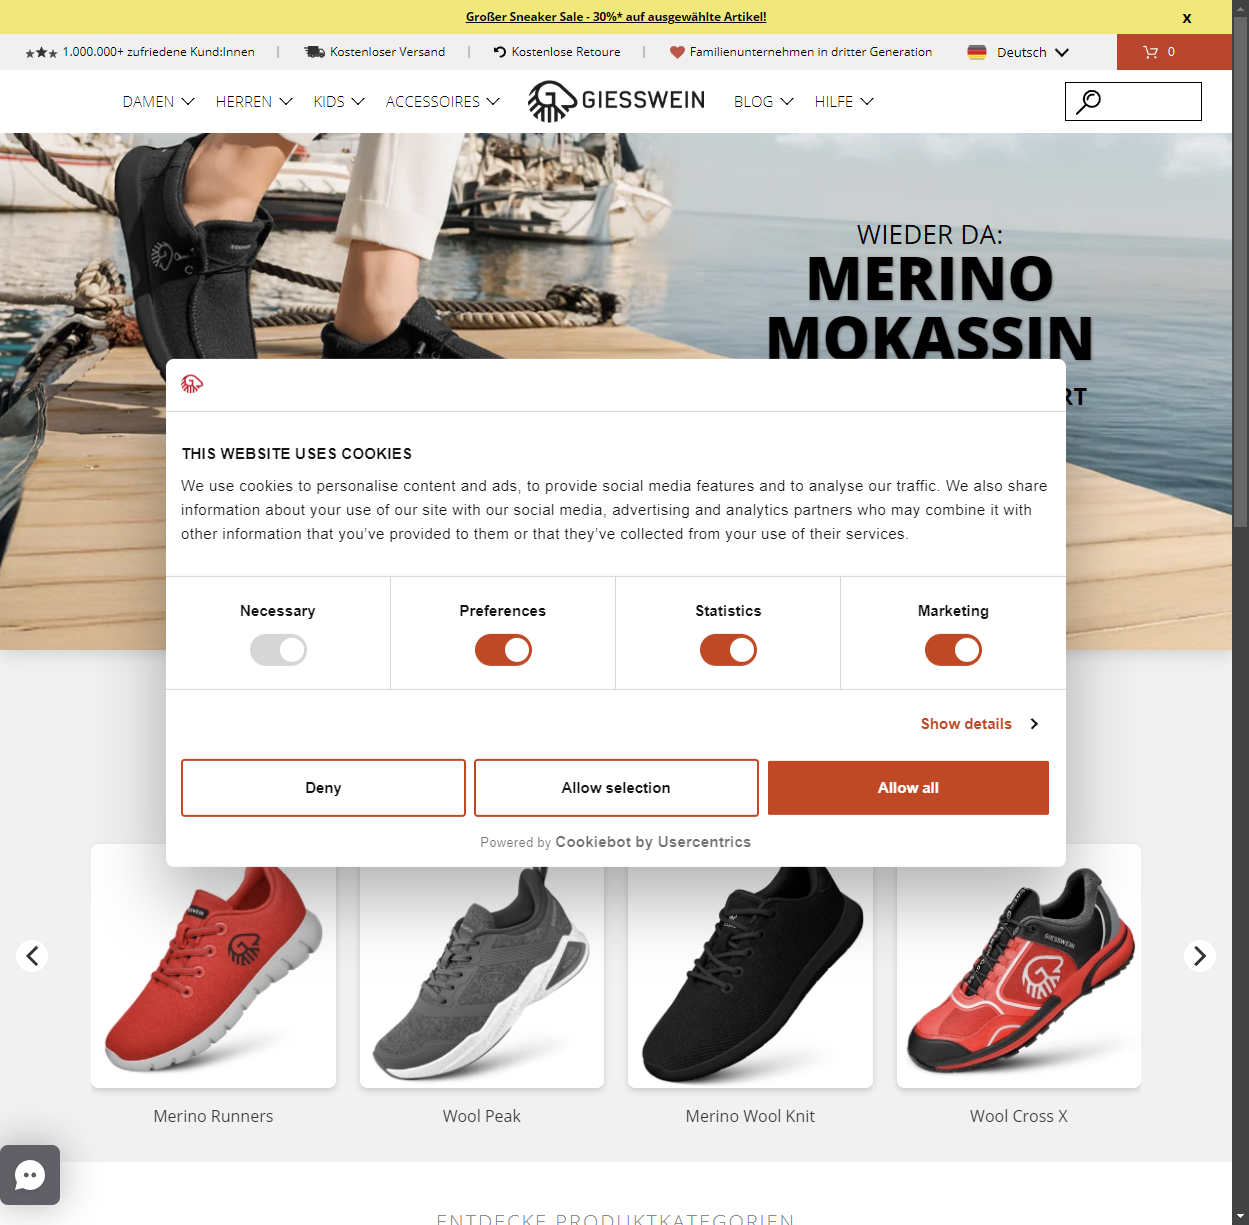 Großer Sneaker Sale - 30%* auf ausgewählte Artikel!
x
1.000.000+ zufriedene Kund:Innen | Kostenloser Versand | Kostenlose Retoure | Familienunternehmen in dritter Generation
Deutsch
0
DAMEN HERREN KIDS ACCESSOIRES GIESSWEIN BLOG HILFE
WIEDER DA:
MERINO
MOKASSIN
RT
THIS WEBSITE USES COOKIES
We use cookies to personalise content and ads, to provide social media features and to analyse our traffic. We also share
information about your use of our site with our social media, advertising and analytics partners who may combine it with
other information that you've provided to them or that they've collected from your use of their services.
Necessary Preferences Statistics Marketing
Show details
Deny Allow selection Allow all
Powered by Cookiebot by Usercentrics
GIESSWEIN
Merino Runners Wool Peak Merino Wool Knit Wool Cross X
ENTDECKE PRODUKTKATEGORIEN